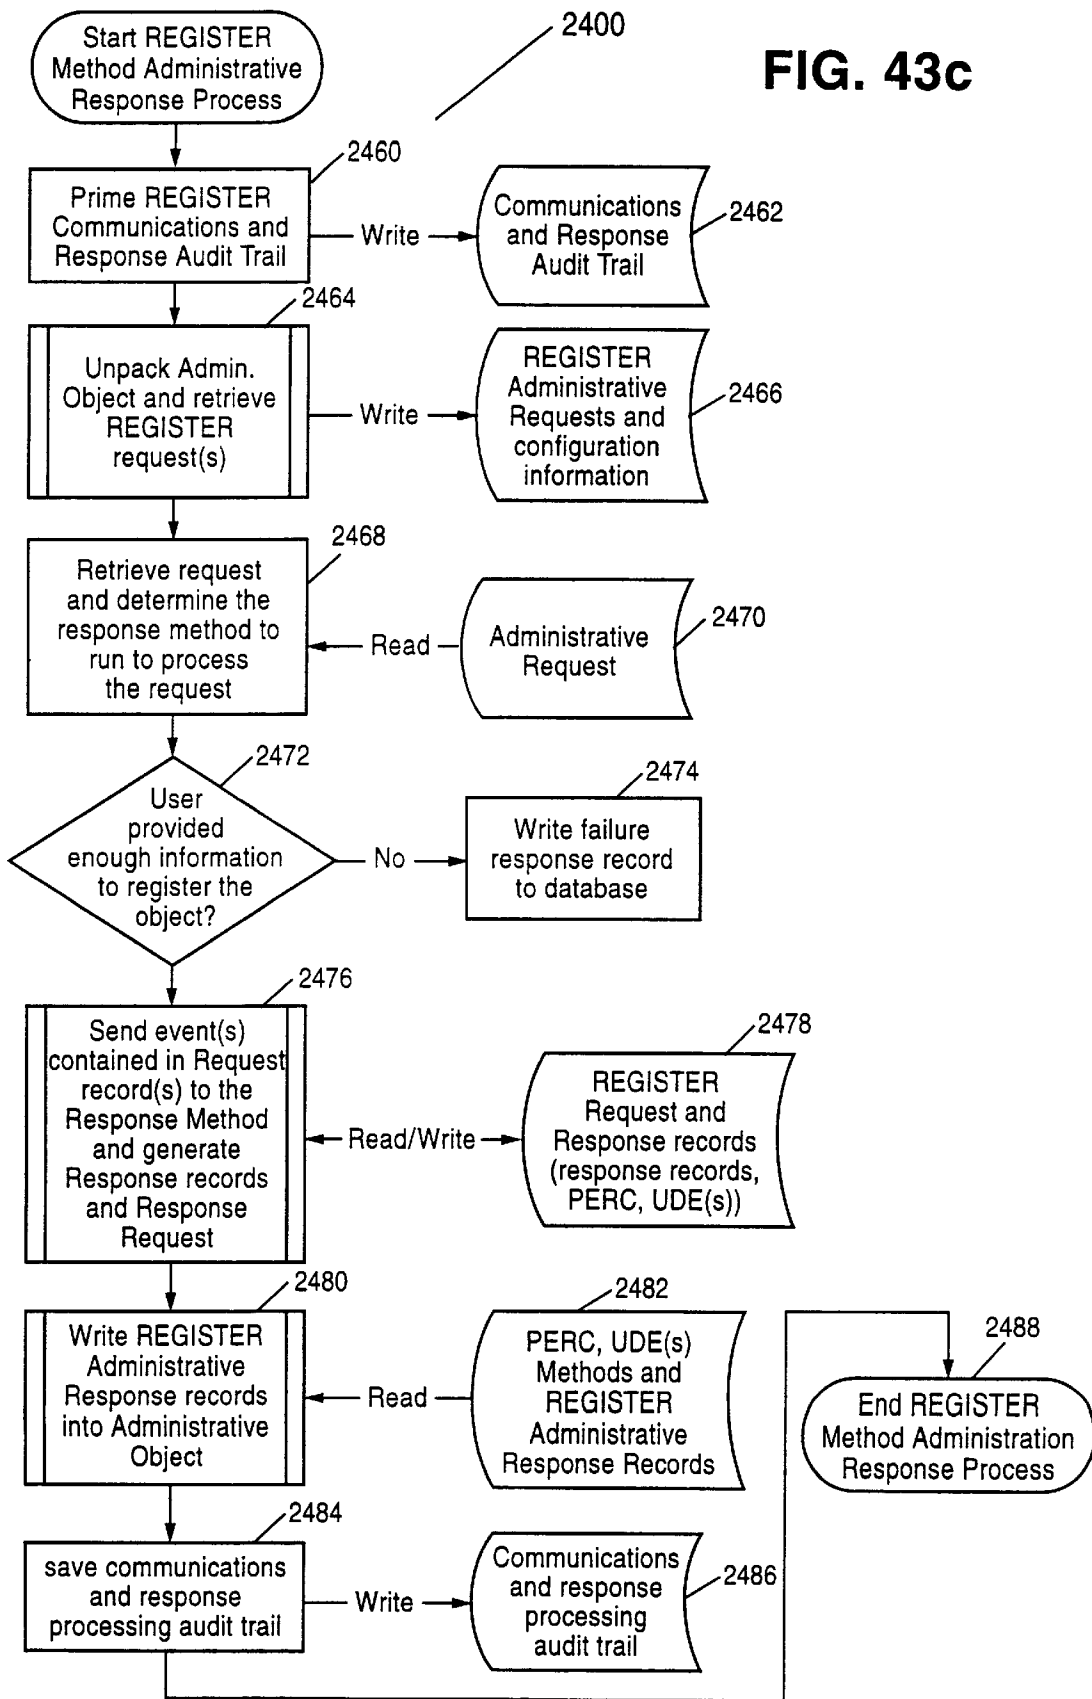 Start REGISTER
Method Administrative
Response Process
2400
FIG. 43c
2460
Prime REGISTER
Communications and
Response Audit Trail
Write
Communications
and Response
Audit Trail
2462
2464
Unpack Admin.
Object and retrieve
REGISTER
request(s)
Write
REGISTER
Administrative
Requests and
configuration
information
2466
2468
Retrieve request
and determine the
response method to
run to process
the request
Read
Administrative
Request
2470
2472
User
provided
enough information
to register the
object?
No
2474
Write failure
response record
to database
2476
Send event(s)
contained in Request
record(s) to the
Response Method
and generate
Response records
and Response
Request
Read/Write
2478
REGISTER
Request and
Response records
(response records,
PERC, UDE(s))
2480
Write REGISTER
Administrative
Response records
into Administrative
Object
Read
2482
PERC, UDE(s)
Methods and
REGISTER
Administrative
Response Records
2488
End REGISTER
Method Administration
Response Process
2484
save communications
and response
processing audit trail
Write
Communications
and response
processing
audit trail
2486